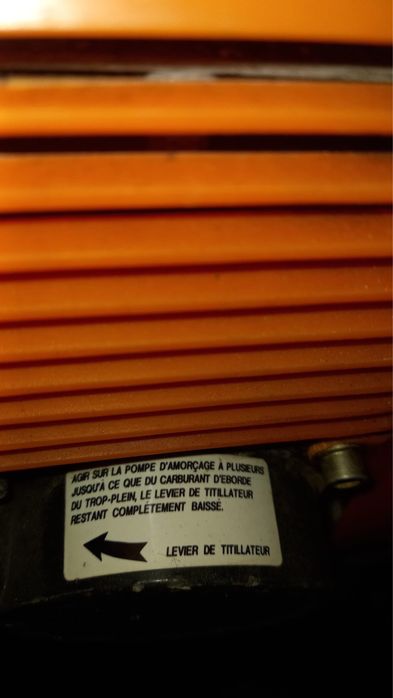 AGIR SUR LA POMPE D'AMORÇAGE À PLUSIEURS
JUSQU'À CE QUE DU CARBURANT D'EBORDE
DU TROP-PLEIN, LE LEVIER DE TITILLATEUR
RESTANT COMPLÈTEMENT BAISSÉ.
LEVIER DE TITILLATEUR